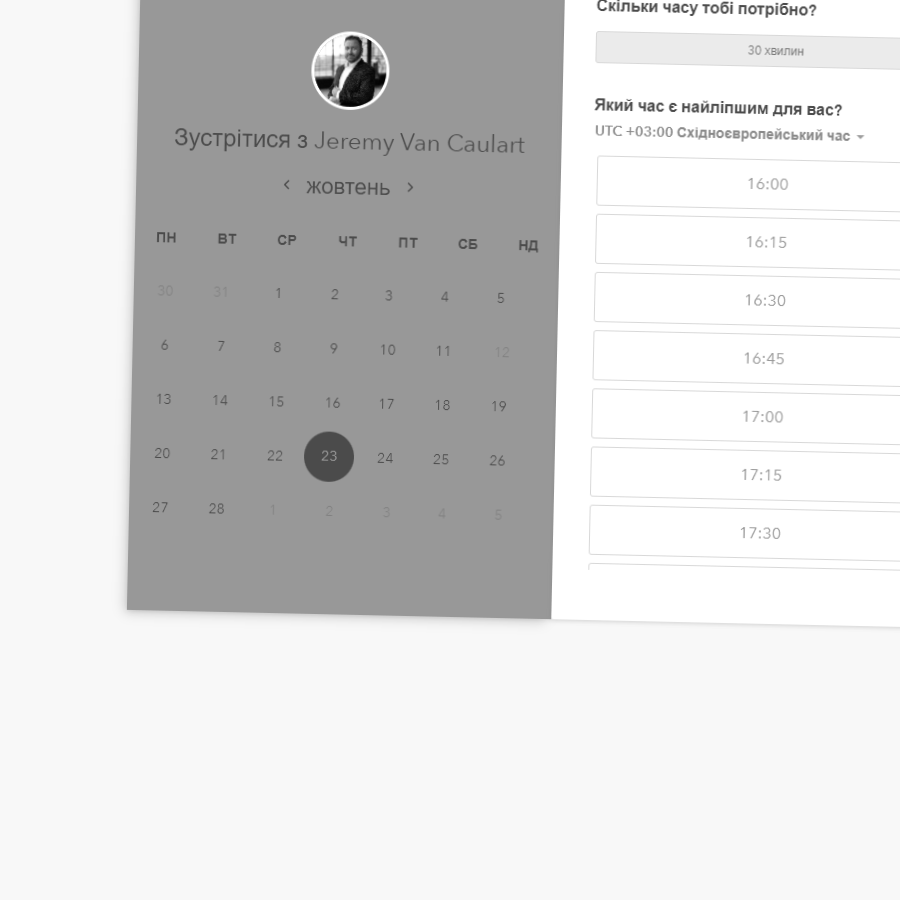 Зустрітися з Jeremy Van Caulart
жовтень
ПН ВТ СР ЧТ ПТ СБ НД
30 31 1 2 3 4 5
6 7 8 9 10 11 12
13 14 15 16 17 18 19
20 21 22 23 24 25 26
27 28 1 2 3 4 5
Скільки часу тобі потрібно?
30 хвилин
Який час є найліпшим для вас?
UTC +03:00 Східноєвропейський час
16:00
16:15
16:30
16:45
17:00
17:15
17:30